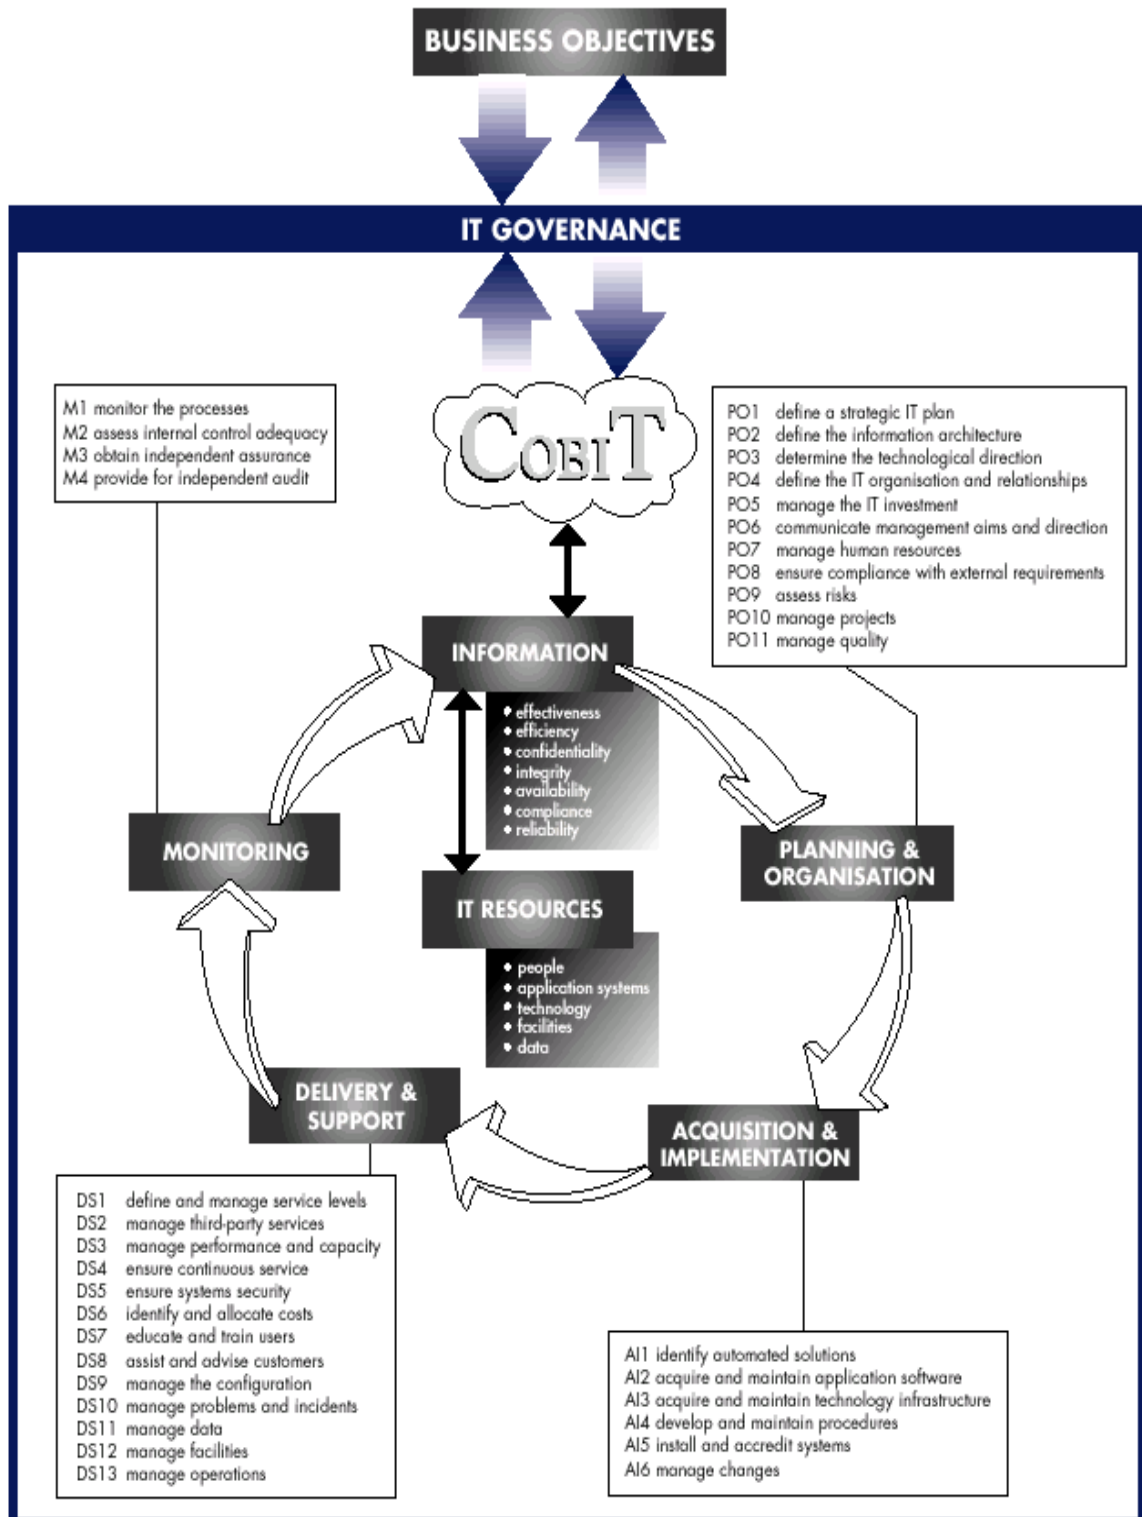 BUSINESS OBJECTIVES
IT GOVERNANCE
COBIT
M1 monitor the processes
M2 assess internal control adequacy
M3 obtain independent assurance
M4 provide for independent audit
PO1 define a strategic IT plan
PO2 define the information architecture
PO3 determine the technological direction
PO4 define the IT organisation and relationships
PO5 manage the IT investment
PO6 communicate management aims and direction
PO7 manage human resources
PO8 ensure compliance with external requirements
PO9 assess risks
PO10 manage projects
PO11 manage quality
INFORMATION
• effectiveness
• efficiency
• confidentiality
• integrity
• availability
• compliance
• reliability
MONITORING
PLANNING &
ORGANISATION
IT RESOURCES
• people
• application systems
• technology
• facilities
• data
DELIVERY &
SUPPORT
ACQUISITION &
IMPLEMENTATION
DS1 define and manage service levels
DS2 manage third-party services
DS3 manage performance and capacity
DS4 ensure continuous service
DS5 ensure systems security
DS6 identify and allocate costs
DS7 educate and train users
DS8 assist and advise customers
DS9 manage the configuration
DS10 manage problems and incidents
DS11 manage data
DS12 manage facilities
DS13 manage operations
AI1 identify automated solutions
AI2 acquire and maintain application software
AI3 acquire and maintain technology infrastructure
AI4 develop and maintain procedures
AI5 install and accredit systems
AI6 manage changes